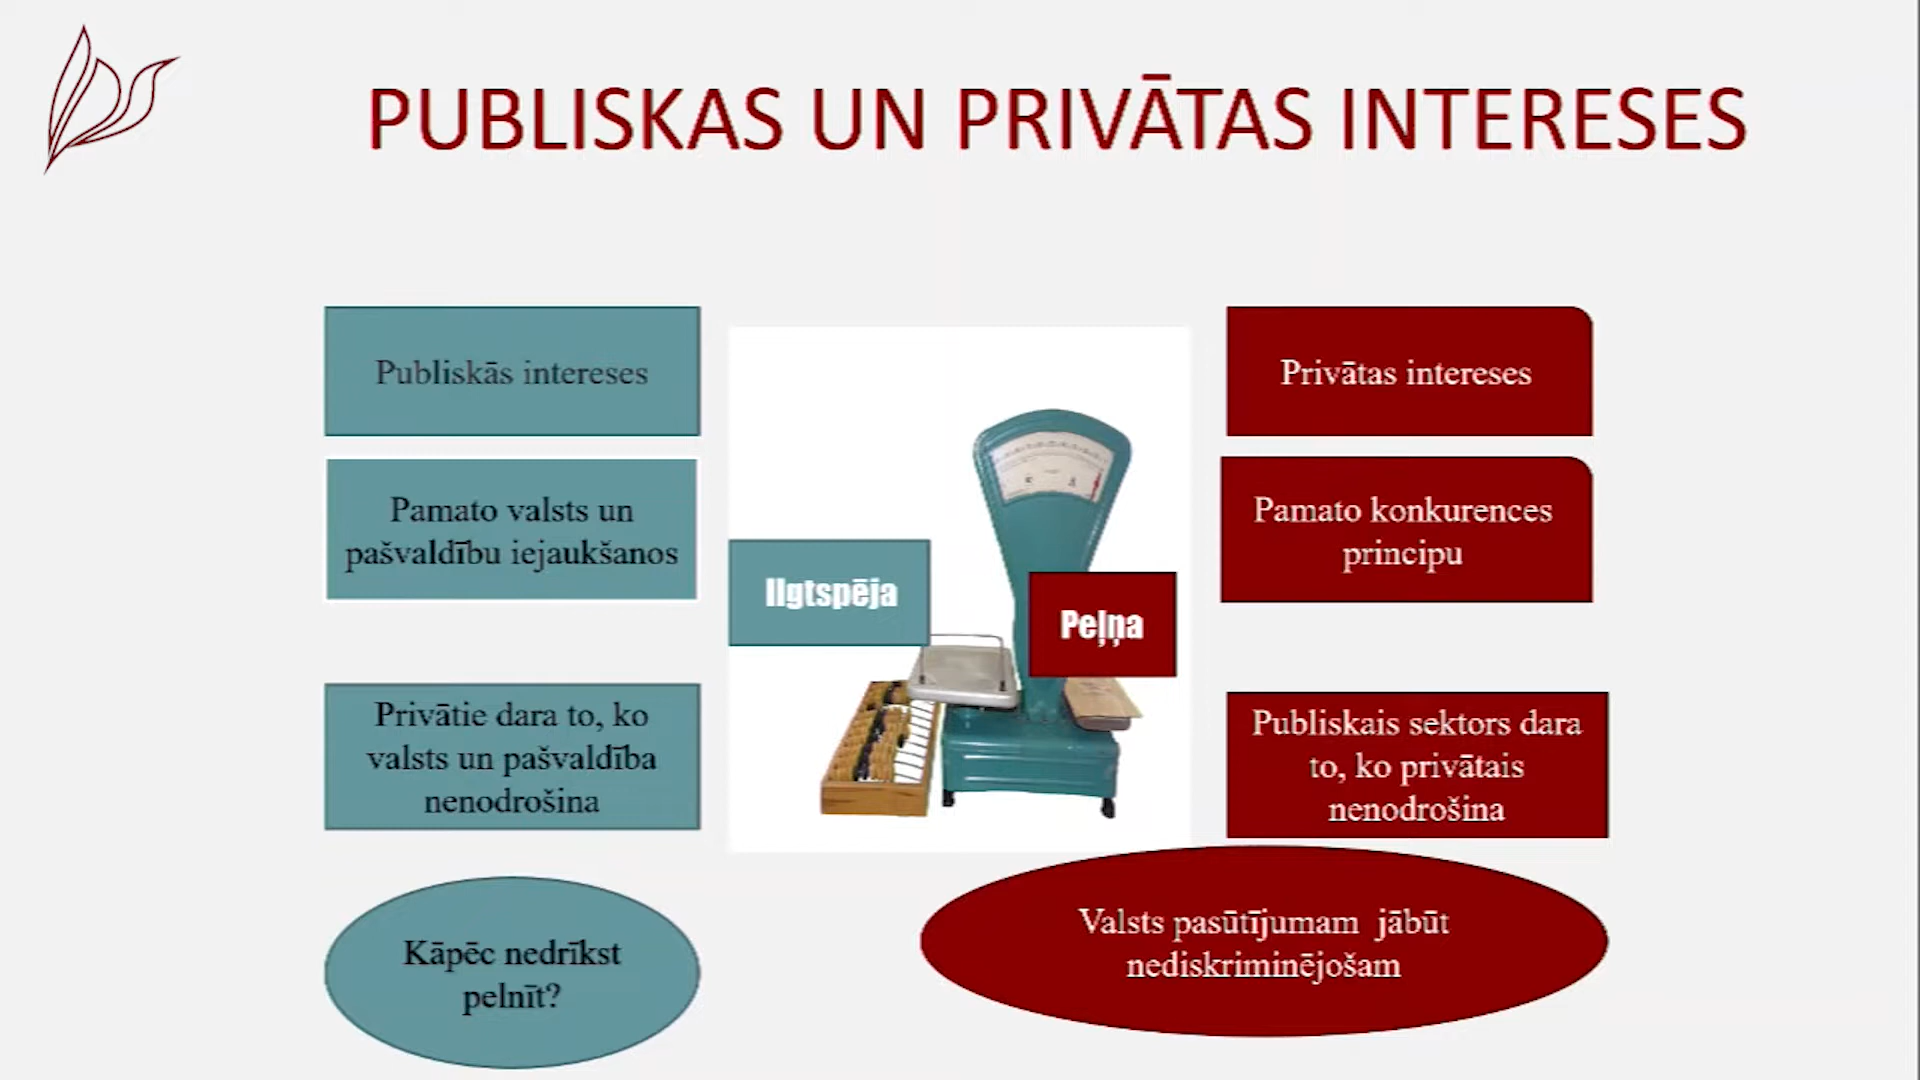 PUBLISKAS UN PRIVĀTAS INTERESES
Publiskās intereses
Pamato valsts un
pašvaldību iejaukšanos
Privātie dara to, ko
valsts un pašvaldība
nenodrošina
Kāpēc nedrīkst
pelnīt?
Ilgtspēja
Peļņa
Privātas intereses
Pamato konkurences
principu
Publiskais sektors dara
to, ko privātais
nenodrošina
Valsts pasūtījumam jābūt
nediskriminējošam